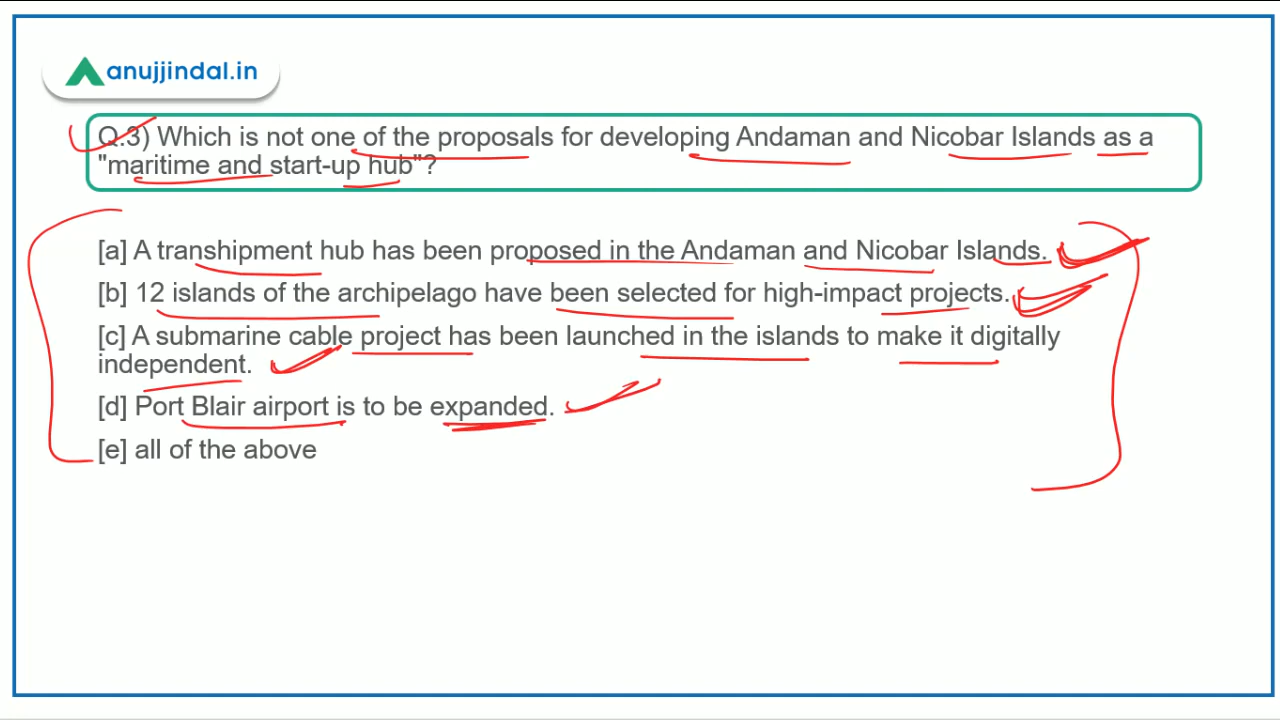 anujjindal.in
Q.3) Which is not one of the proposals for developing Andaman and Nicobar Islands as a
"maritime and start-up hub"?
[a] A transhipment hub has been proposed in the Andaman and Nicobar Islands.
[b] 12 islands of the archipelago have been selected for high-impact projects.
[c] A submarine cable project has been launched in the islands to make it digitally
independent.
[d] Port Blair airport is to be expanded.
[e] all of the above